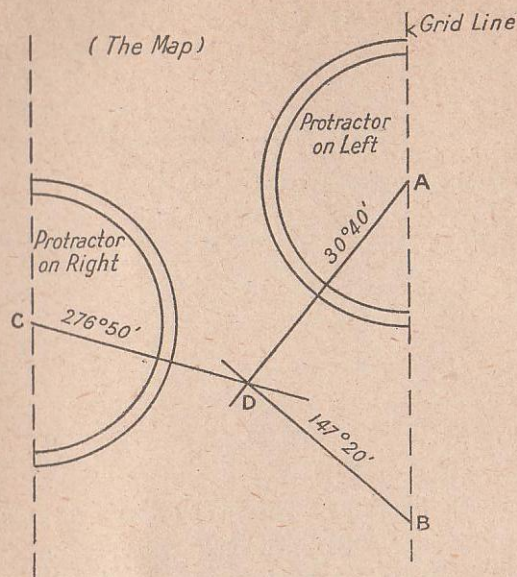 (The Map)
Grid Line
Protractor
on Left
A
30°40'
Protractor
on Right
C
276°50'
D
147°20'
B